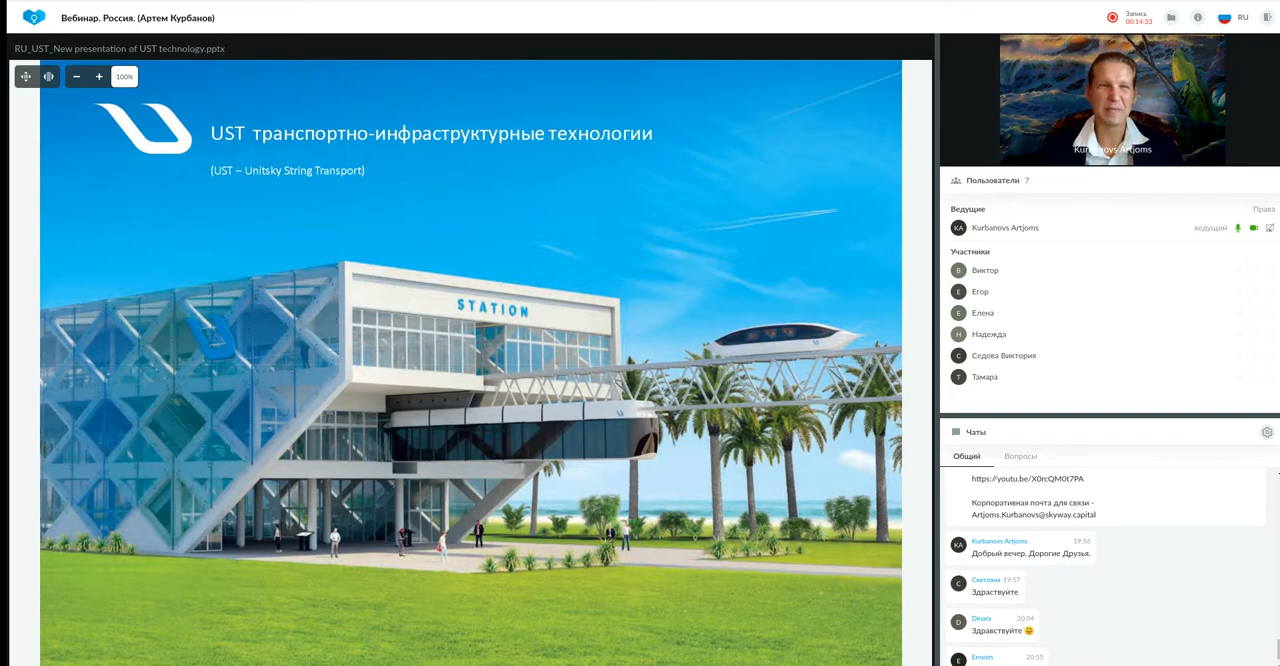 Вебинар. Россия. (Артем Курбанов)
Запись
00:14:33
RU
RU_UST_New presentation of UST technology.pptx
100%
UST транспортно-инфраструктурные технологии
(UST – Unitsky String Transport)
STATION
Kurbanovs Artjoms
Пользователи 7
Ведущие Права
KA Kurbanovs Artjoms ведущий
Участники
В Виктор
Е Егор
Е Елена
Н Надежда
С Седова Виктория
Т Тамара
Чаты
Общий Вопросы
https://youtu.be/X0rcQM0t7PA
Корпоративная почта для связи -
Artjoms.Kurbanovs@skyway.capital
KA Kurbanovs Artjoms 19:56
Добрый вечер, Дорогие Друзья.
С Светлана 19:57
Здраствуйте
D Dinara 20:04
Здравствуйте 😊
E Ernests 20:55